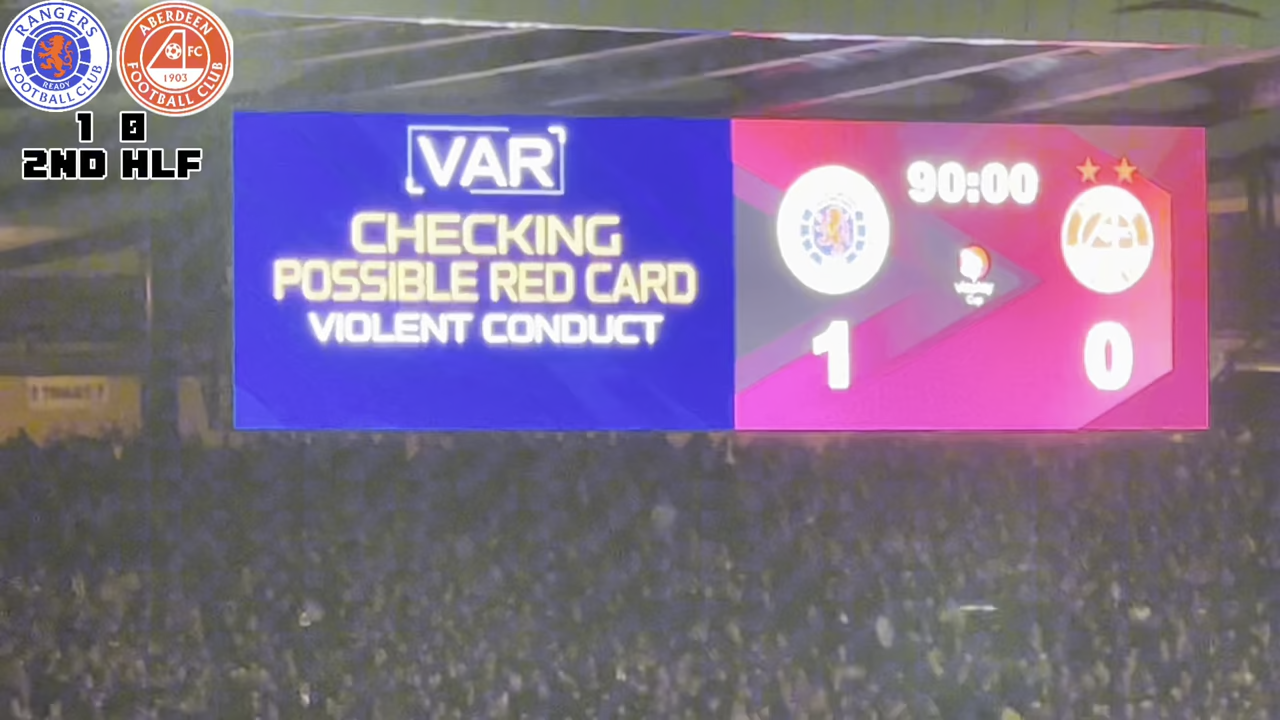 RANGERS
READY
FOOTBALL CLUB
ABERDEEN
FC
1903
FOOTBALL CLUB
1 0
2ND HLF
VAR
CHECKING
POSSIBLE RED CARD
VIOLENT CONDUCT
90:00
Cup
1 0